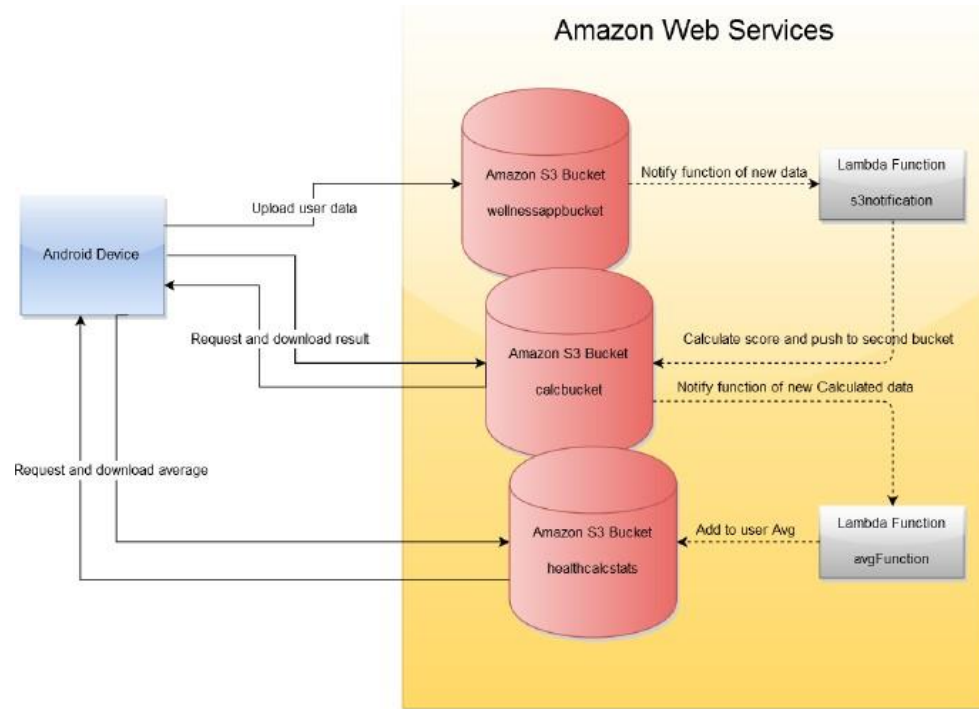 Amazon Web Services
Amazon S3 Bucket
wellnessappbucket
Notify function of new data
Lambda Function
s3notification
Upload user data
Android Device
Request and download result
Amazon S3 Bucket
calcbucket
Calculate score and push to second bucket
Notify function of new Calculated data
Request and download average
Amazon S3 Bucket
healthcalcstats
Add to user Avg
Lambda Function
avgFunction